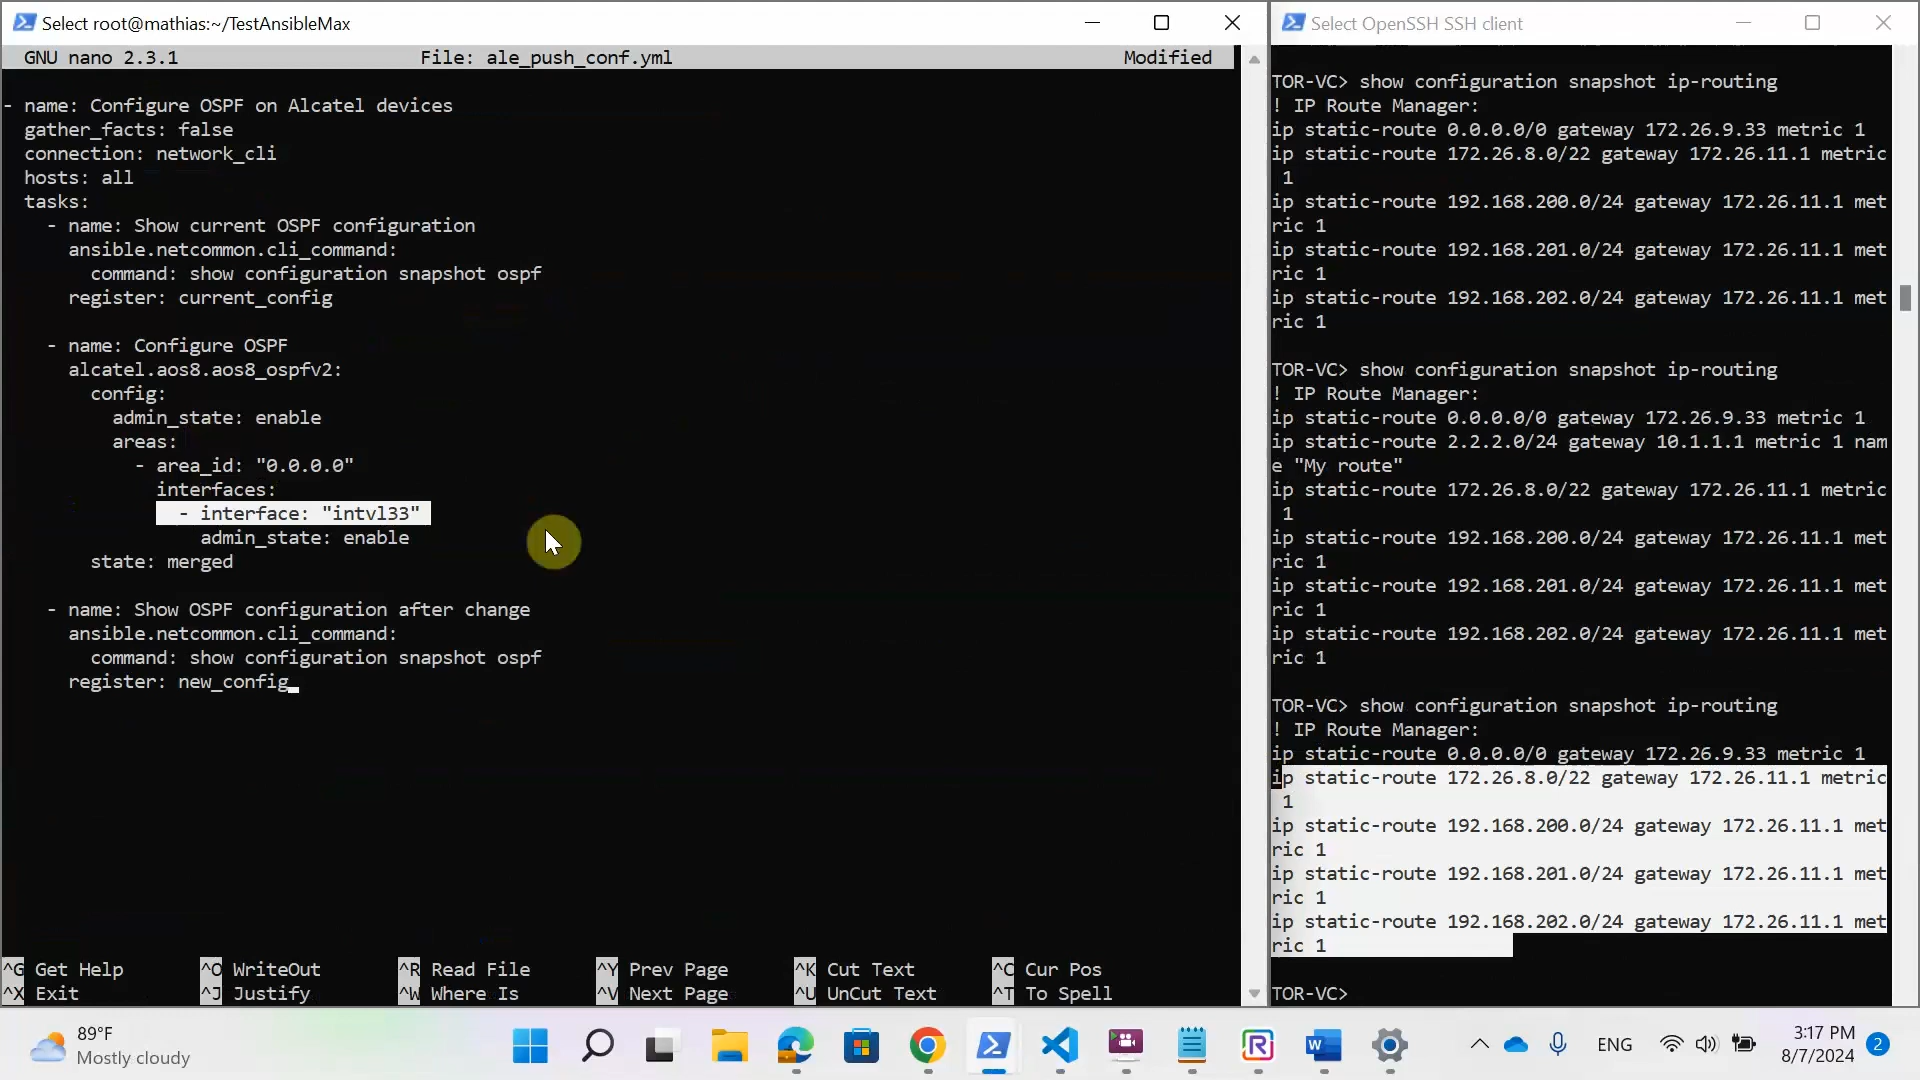 Select root@mathias:~/TestAnsibleMax
GNU nano 2.3.1 File: ale_push_conf.yml Modified
- name: Configure OSPF on Alcatel devices
gather_facts: false
connection: network_cli
hosts: all
tasks:
- name: Show current OSPF configuration
ansible.netcommon.cli_command:
command: show configuration snapshot ospf
register: current_config
- name: Configure OSPF
alcatel.aos8.aos8_ospfv2:
config:
admin_state: enable
areas:
- area_id: "0.0.0.0"
interfaces:
- interface: "intvl33"
admin_state: enable
state: merged
- name: Show OSPF configuration after change
ansible.netcommon.cli_command:
command: show configuration snapshot ospf
register: new_config
^G Get Help ^O WriteOut ^R Read File ^Y Prev Page ^K Cut Text ^C Cur Pos
^X Exit ^J Justify ^W Where Is ^V Next Page ^U UnCut Text ^T To Spell
Select OpenSSH SSH client
TOR-VC> show configuration snapshot ip-routing
! IP Route Manager:
ip static-route 0.0.0.0/0 gateway 172.26.9.33 metric 1
ip static-route 172.26.8.0/22 gateway 172.26.11.1 metric
1
ip static-route 192.168.200.0/24 gateway 172.26.11.1 met
ric 1
ip static-route 192.168.201.0/24 gateway 172.26.11.1 met
ric 1
ip static-route 192.168.202.0/24 gateway 172.26.11.1 met
ric 1
TOR-VC> show configuration snapshot ip-routing
! IP Route Manager:
ip static-route 0.0.0.0/0 gateway 172.26.9.33 metric 1
ip static-route 2.2.2.0/24 gateway 10.1.1.1 metric 1 nam
e "My route"
ip static-route 172.26.8.0/22 gateway 172.26.11.1 metric
1
ip static-route 192.168.200.0/24 gateway 172.26.11.1 met
ric 1
ip static-route 192.168.201.0/24 gateway 172.26.11.1 met
ric 1
ip static-route 192.168.202.0/24 gateway 172.26.11.1 met
ric 1
TOR-VC> show configuration snapshot ip-routing
! IP Route Manager:
ip static-route 0.0.0.0/0 gateway 172.26.9.33 metric 1
ip static-route 172.26.8.0/22 gateway 172.26.11.1 metric
1
ip static-route 192.168.200.0/24 gateway 172.26.11.1 met
ric 1
ip static-route 192.168.201.0/24 gateway 172.26.11.1 met
ric 1
ip static-route 192.168.202.0/24 gateway 172.26.11.1 met
ric 1
TOR-VC>
89°F
Mostly cloudy
ENG
3:17 PM
8/7/2024
2